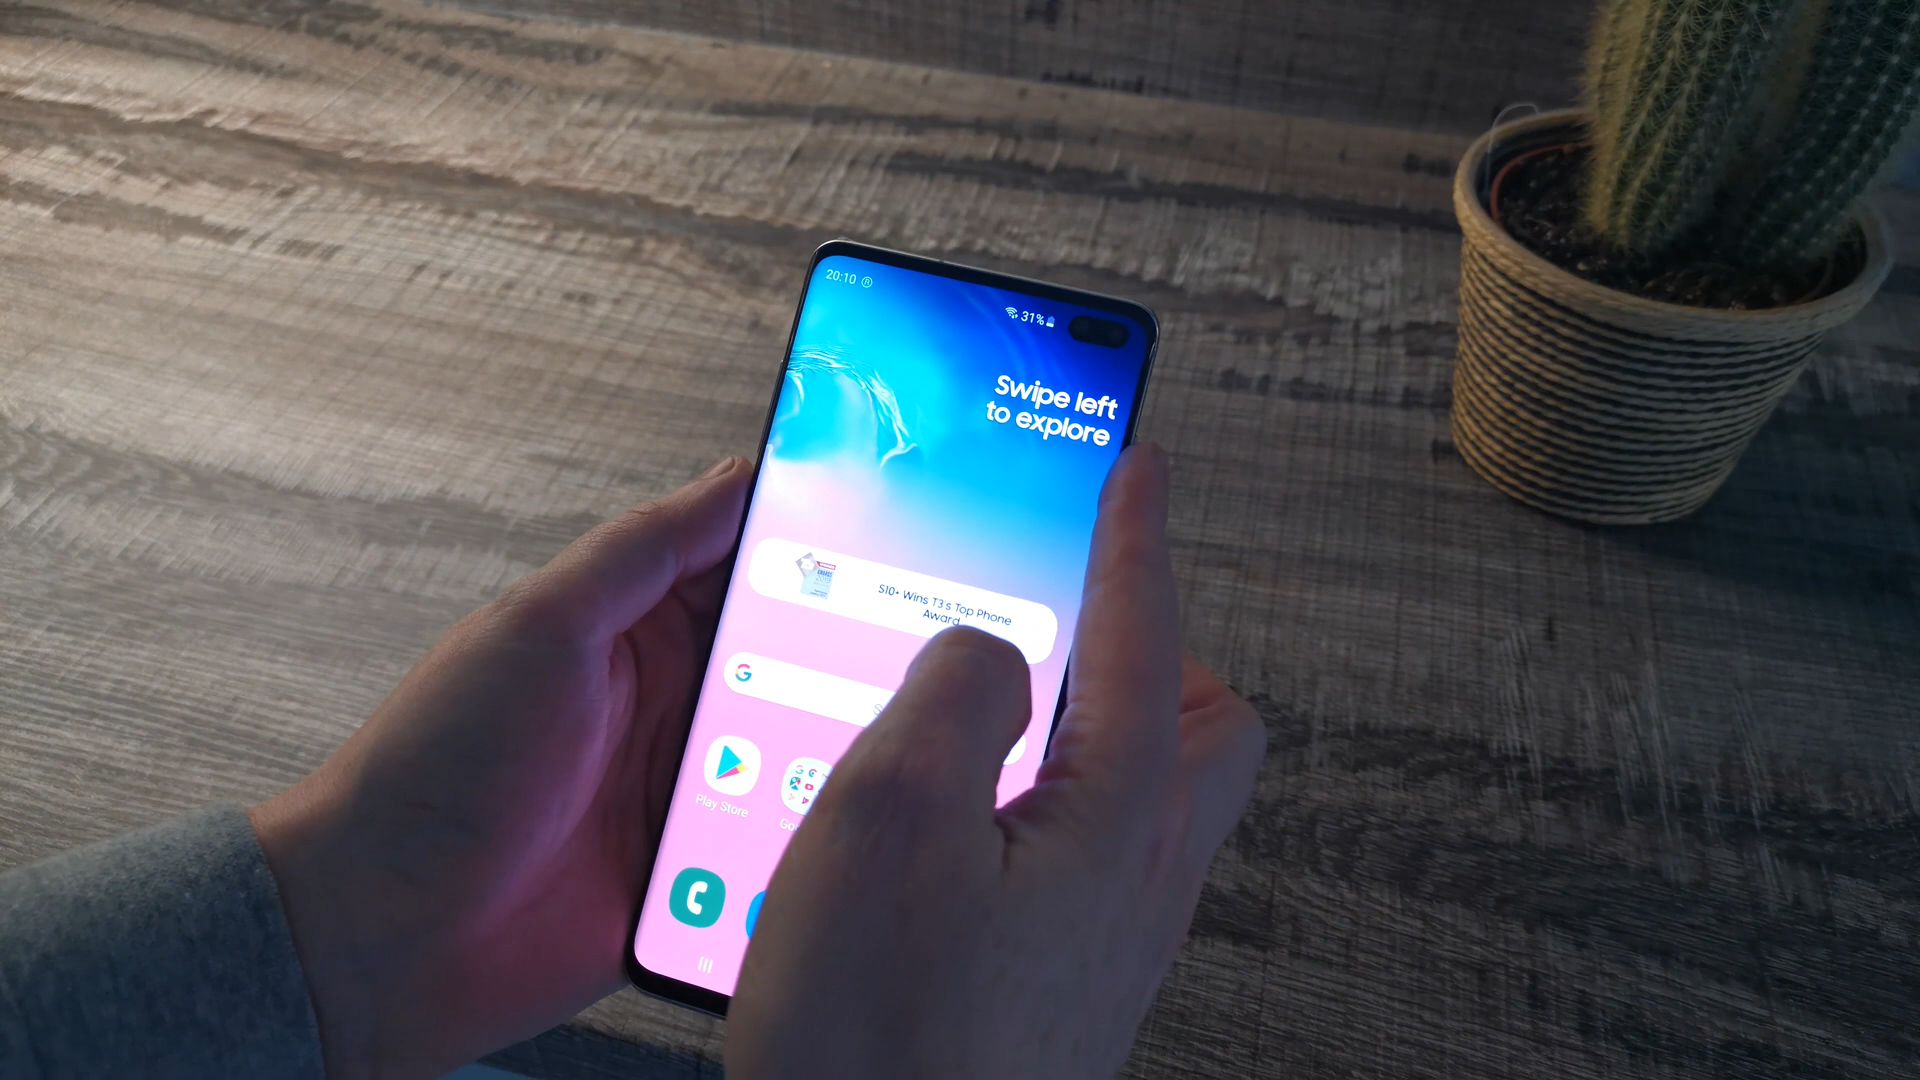 20:10 Ⓡ
31%
Swipe left
to explore
S10+ Wins T3's Top Phone
Award
G
Play Store